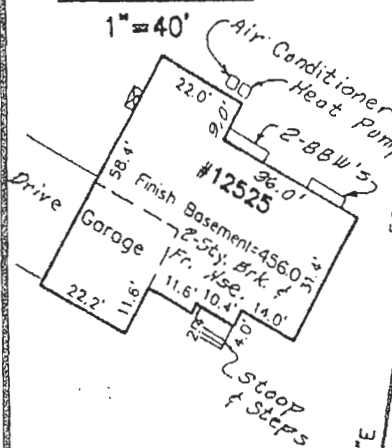 1"=40'
Air Conditioner
Heat Pump
22.0'
9.0'
2-BBW's
36.0'
58.4'
#12525
Finish Basement=456.0
31.4'
Drive
Garage
2-Sty. Brk. &
Fr. Hse.
11.6' 10.4' 14.0'
22.2'
11.6'
4.0'
Stoop
& Steps
E